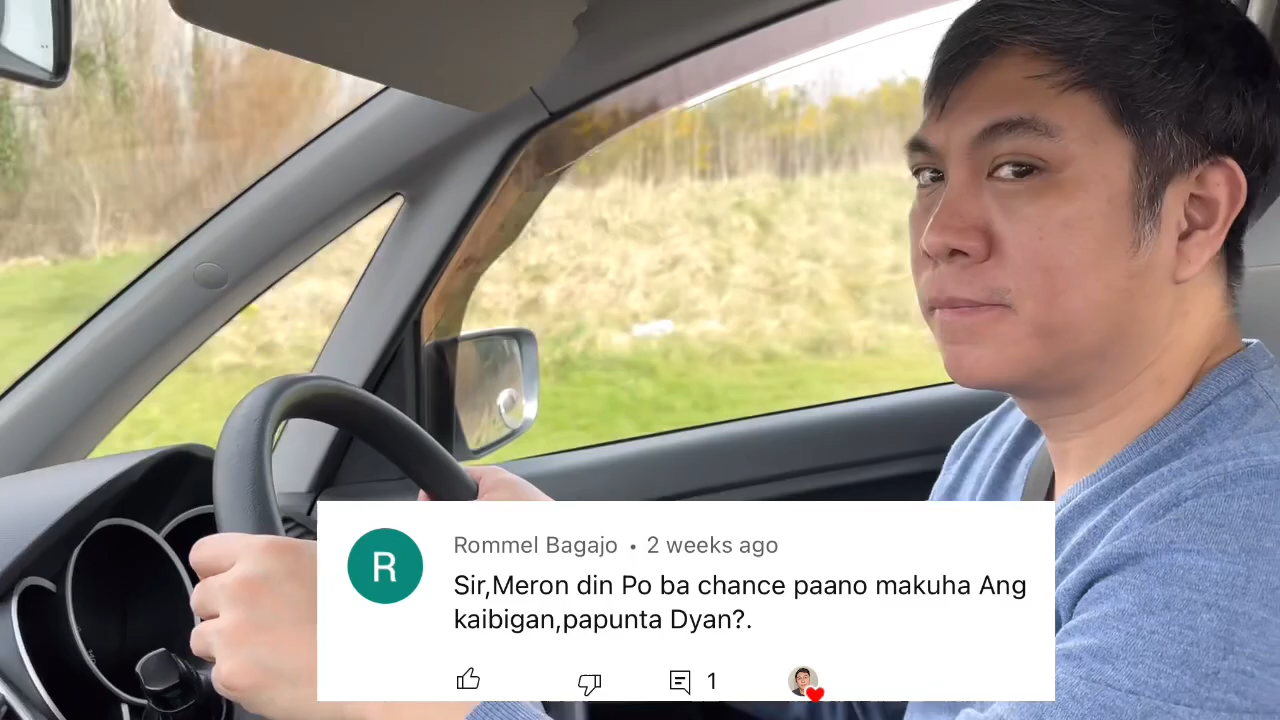 R
Rommel Bagajo • 2 weeks ago
Sir,Meron din Po ba chance paano makuha Ang
kaibigan,papunta Dyan?.
1